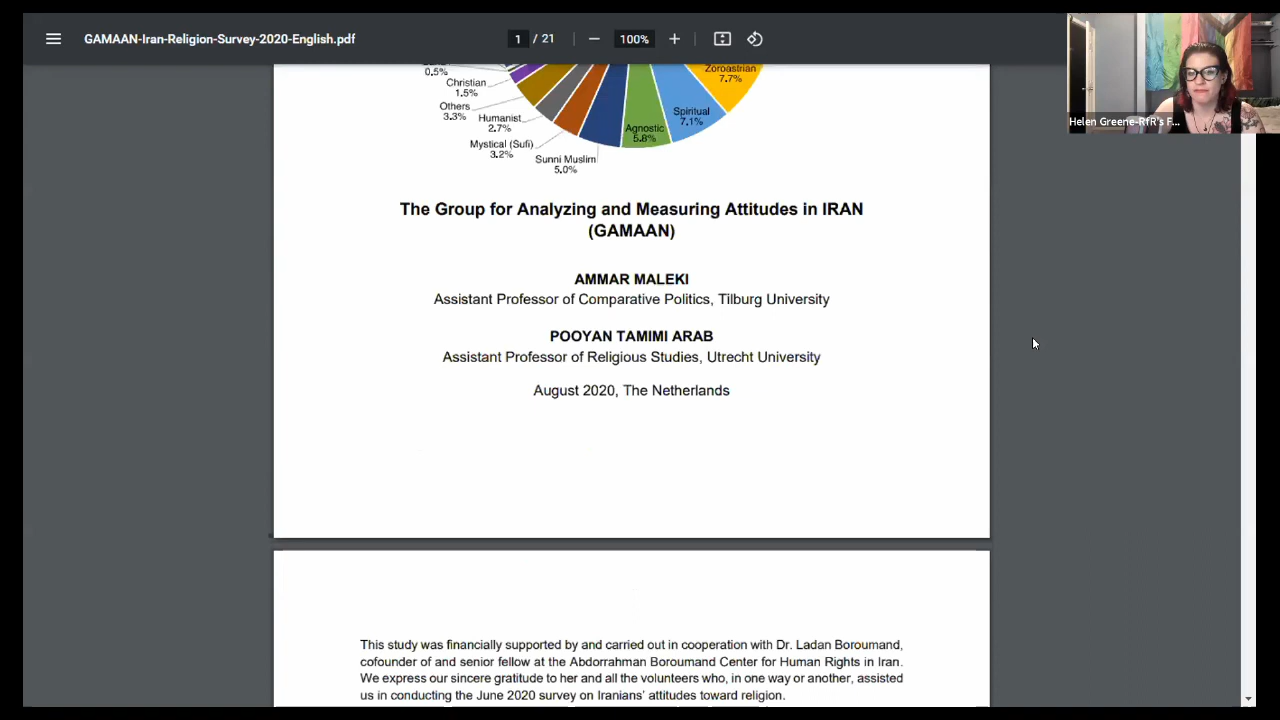 GAMAAN-Iran-Religion-Survey-2020-English.pdf
1 / 21
100%
Helen Greene-RfR's F...
0.5%
Christian
1.5%
Others
3.3%
Humanist
2.7%
Mystical (Sufi)
3.2%
Sunni Muslim
5.0%
Agnostic
5.8%
Spiritual
7.1%
Zoroastrian
7.7%
The Group for Analyzing and Measuring Attitudes in IRAN
(GAMAAN)
AMMAR MALEKI
Assistant Professor of Comparative Politics, Tilburg University
POOYAN TAMIMI ARAB
Assistant Professor of Religious Studies, Utrecht University
August 2020, The Netherlands
This study was financially supported by and carried out in cooperation with Dr. Ladan Boroumand,
cofounder of and senior fellow at the Abdorrahman Boroumand Center for Human Rights in Iran.
We express our sincere gratitude to her and all the volunteers who, in one way or another, assisted
us in conducting the June 2020 survey on Iranians' attitudes toward religion.